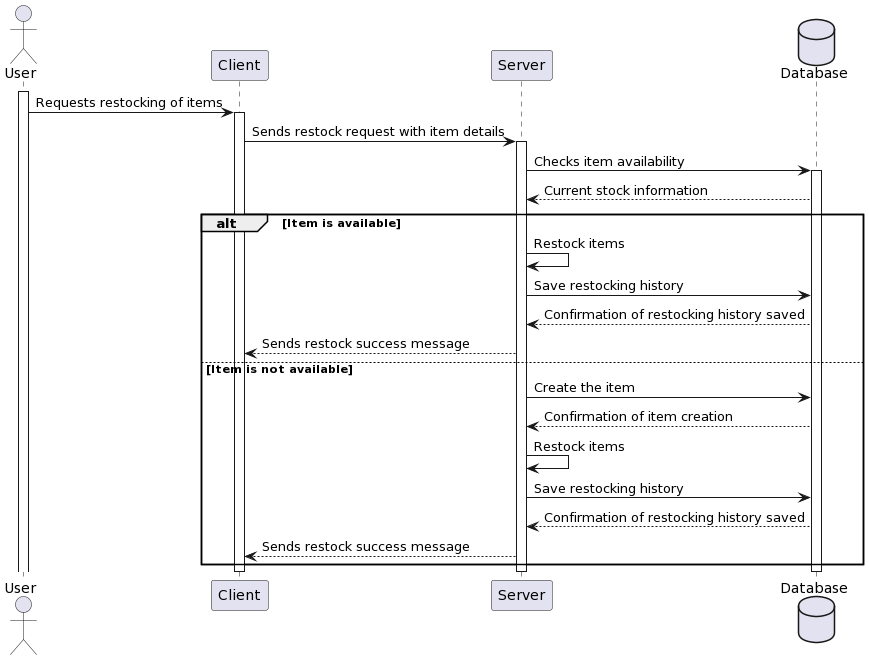 User
Client
Server
Database
Requests restocking of items
Sends restock request with item details
Checks item availability
Current stock information
alt [Item is available]
Restock items
Save restocking history
Confirmation of restocking history saved
Sends restock success message
[Item is not available]
Create the item
Confirmation of item creation
Restock items
Save restocking history
Confirmation of restocking history saved
Sends restock success message
User
Client
Server
Database